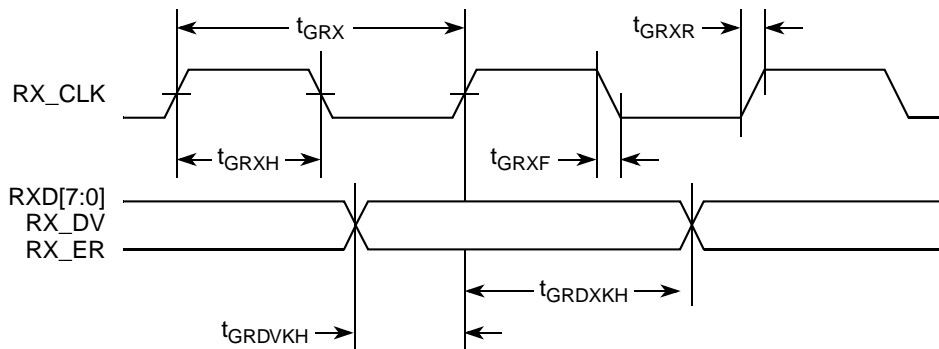 tGRX
tGRXR
RX_CLK
tGRXH
tGRXF
RXD[7:0]
RX_DV
RX_ER
tGRDXKH
tGRDVKH